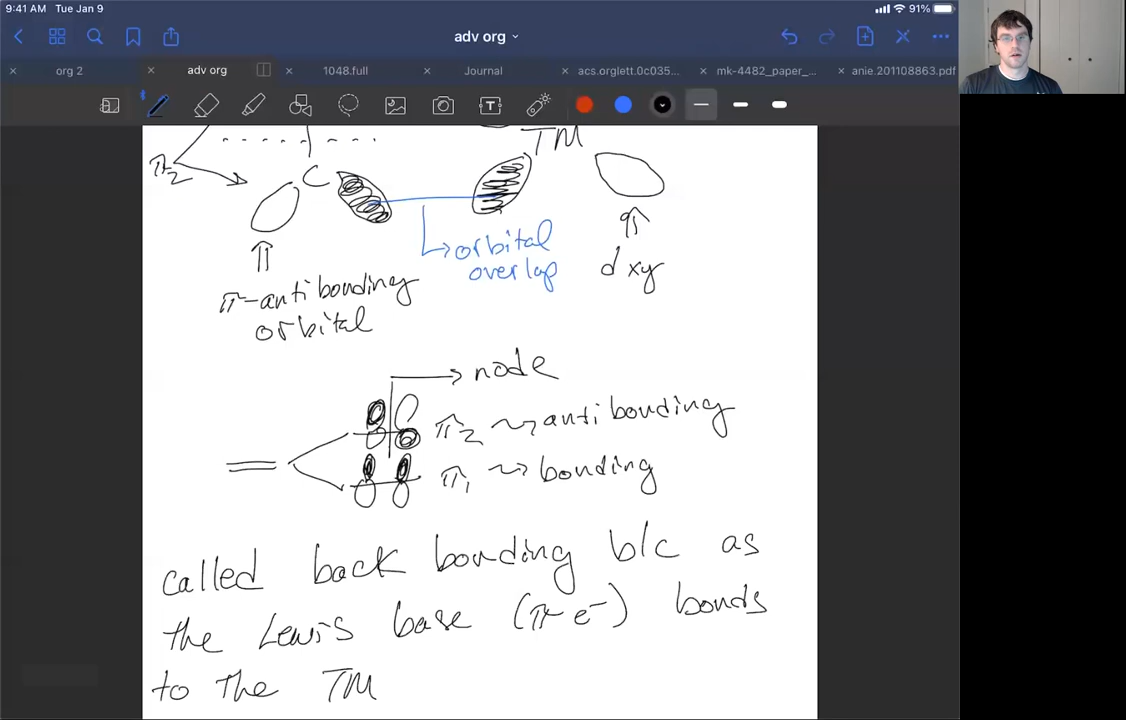 9:41 AM Tue Jan 9
91%
adv org
org 2
adv org
1048.full
Journal
acs.orglett.0c035...
mk-4482_paper_...
anie.201108863.pdf
T
TM
π2
C
orbital
overlap
dxy
π-antibonding
orbital
node
π2 antibonding
π1 bonding
called back bonding b/c as
the Lewis base (π e-) bonds
to the TM